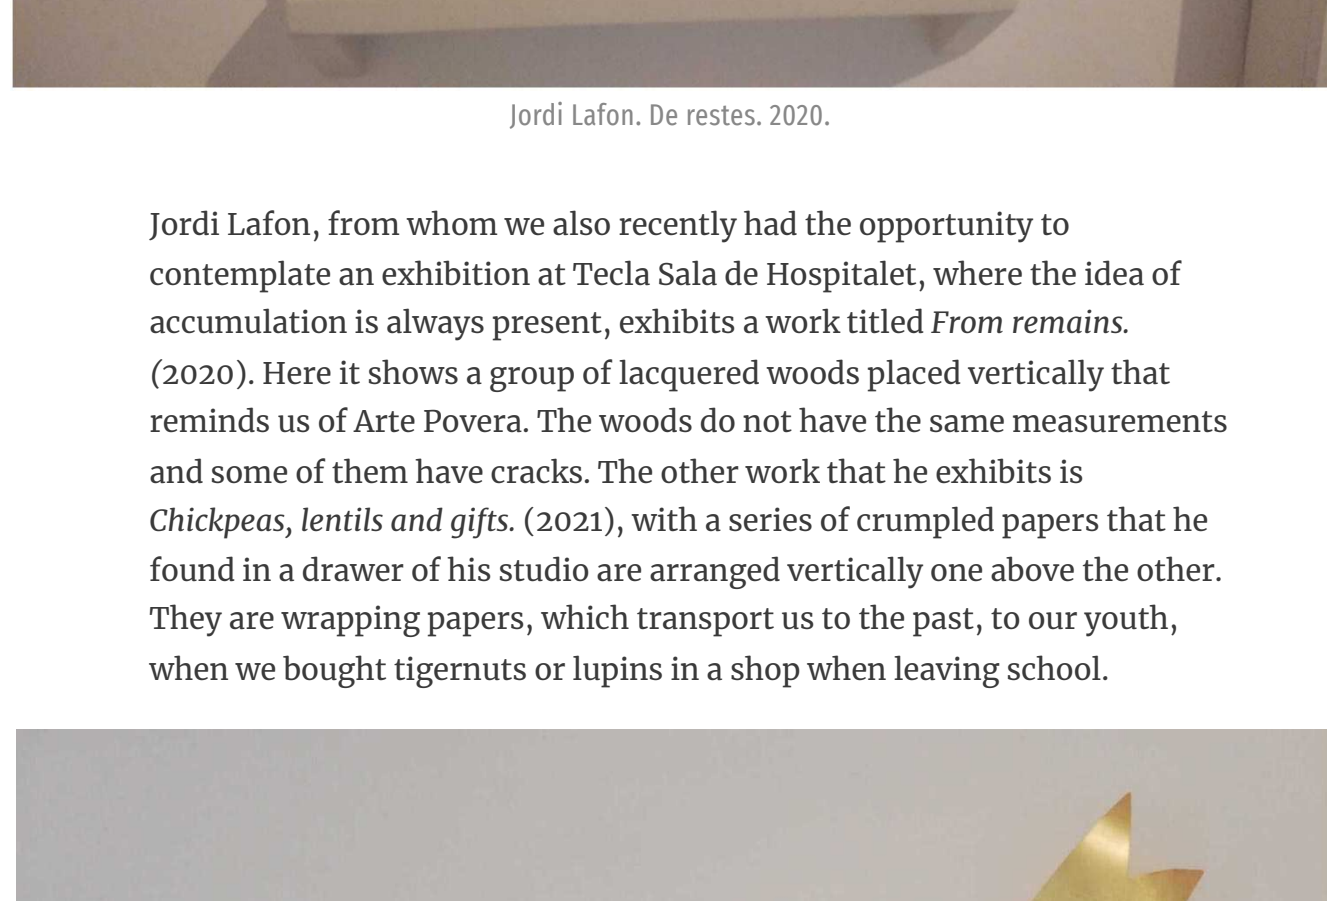 Jordi Lafon. De restes. 2020.
Jordi Lafon, from whom we also recently had the opportunity to
contemplate an exhibition at Tecla Sala de Hospitalet, where the idea of
accumulation is always present, exhibits a work titled From remains.
(2020). Here it shows a group of lacquered woods placed vertically that
reminds us of Arte Povera. The woods do not have the same measurements
and some of them have cracks. The other work that he exhibits is
Chickpeas, lentils and gifts. (2021), with a series of crumpled papers that he
found in a drawer of his studio are arranged vertically one above the other.
They are wrapping papers, which transport us to the past, to our youth,
when we bought tigernuts or lupins in a shop when leaving school.